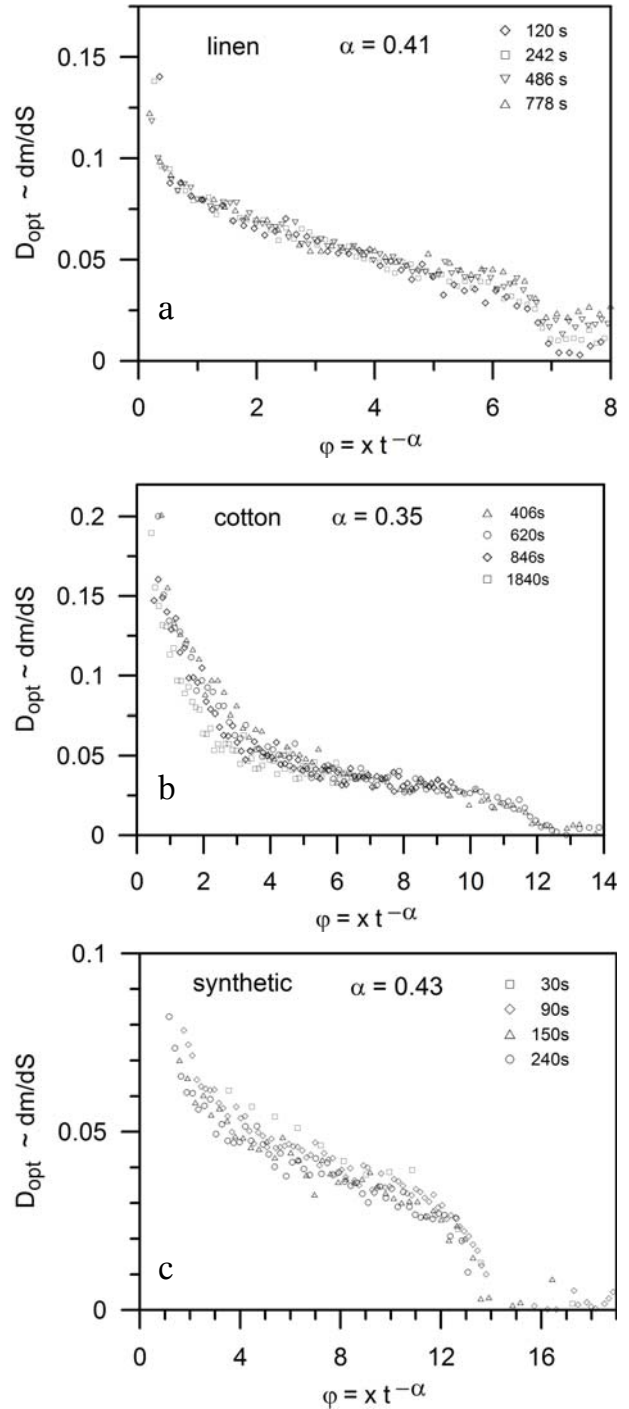 linen α = 0.41
◇ 120 s
□ 242 s
▽ 486 s
△ 778 s
0.15
0.1
0.05
0
D_opt ~ dm/dS
a
0 2 4 6 8
φ = x t^−α
cotton α = 0.35
△ 406s
○ 620s
◇ 846s
□ 1840s
0.2
0.15
0.1
0.05
0
D_opt ~ dm/dS
b
0 2 4 6 8 10 12 14
φ = x t^−α
synthetic α = 0.43
□ 30s
◇ 90s
△ 150s
○ 240s
0.1
0.05
0
D_opt ~ dm/dS
c
0 4 8 12 16
φ = x t^−α